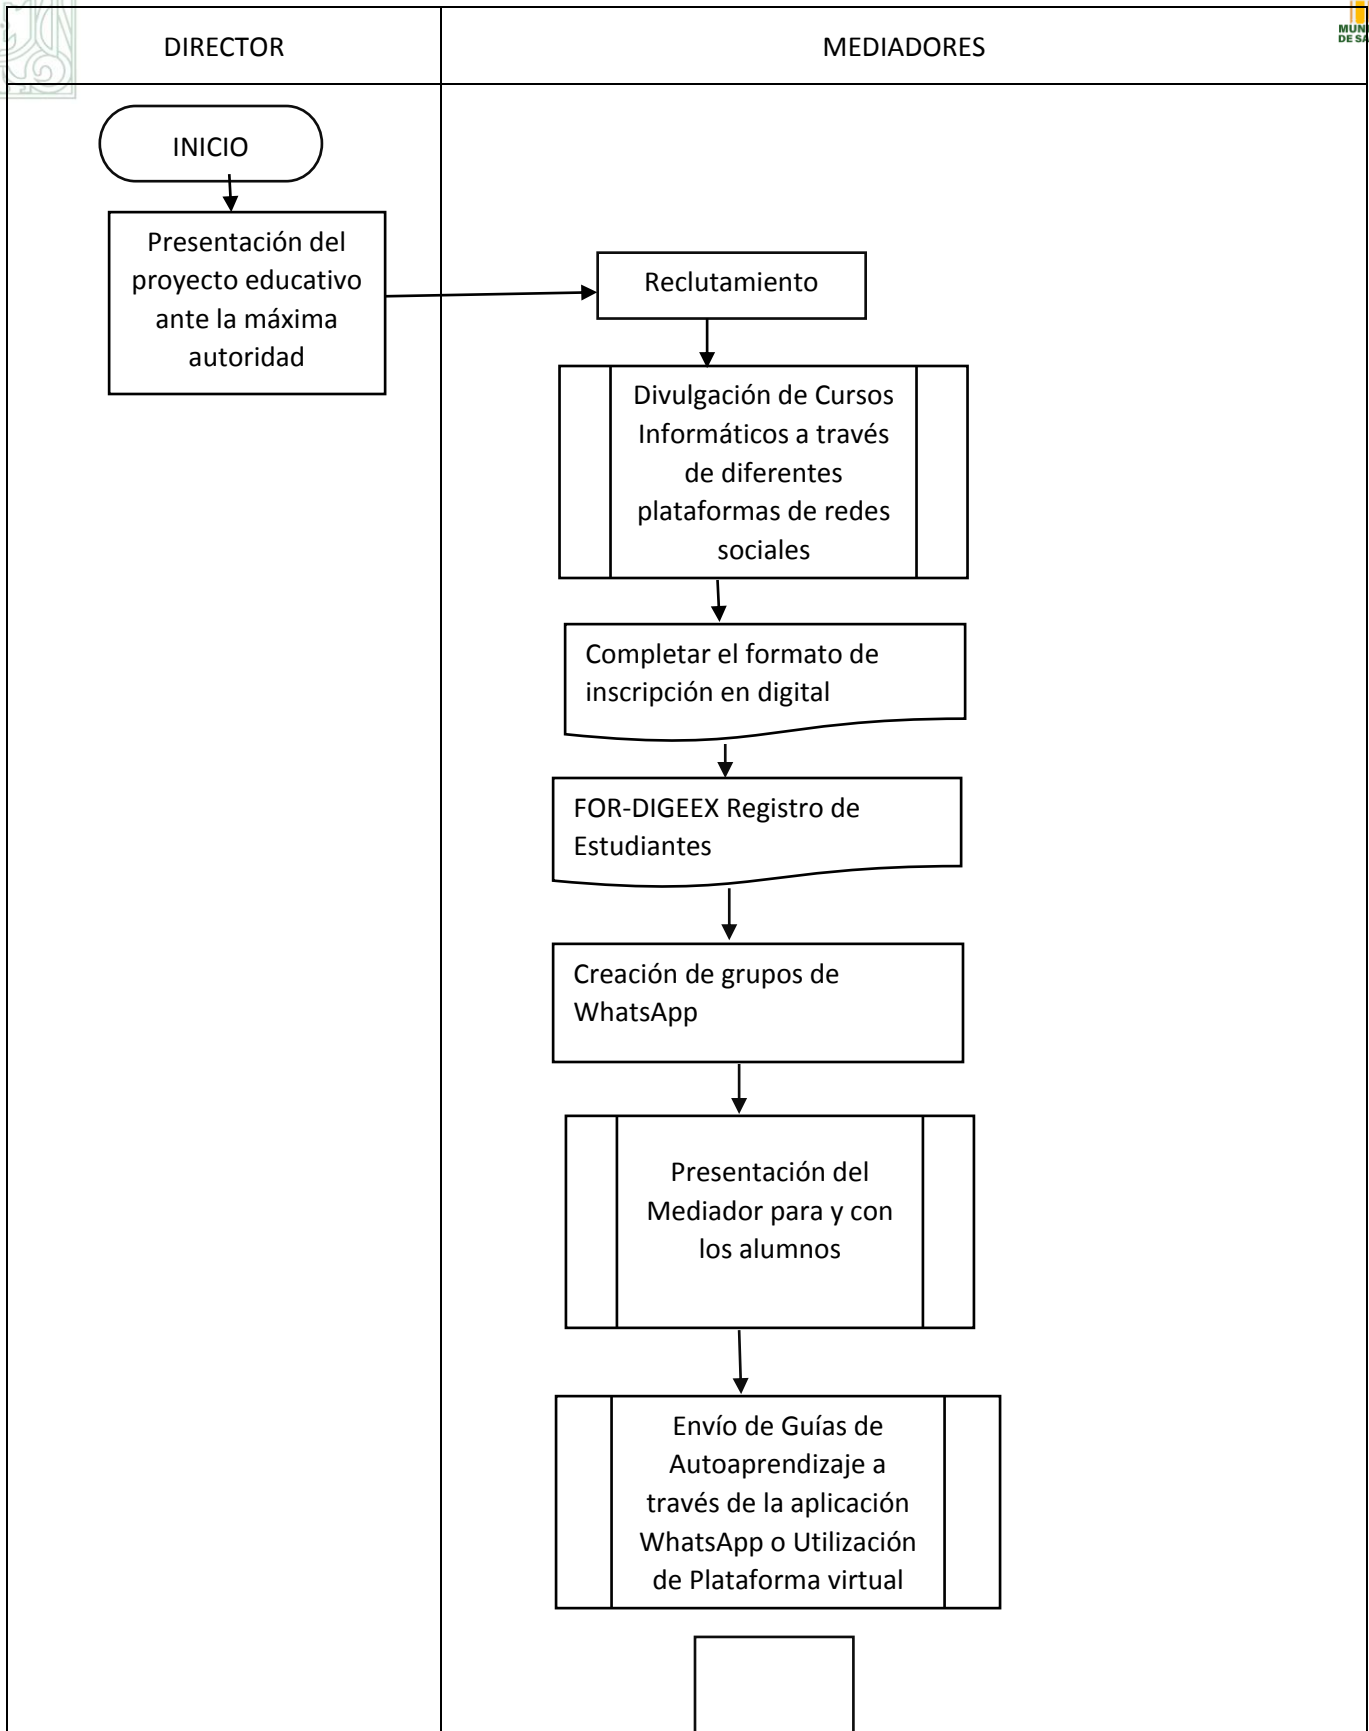 DIRECTOR
MEDIADORES
MUN
DE SA
INICIO
Presentación del
proyecto educativo
ante la máxima
autoridad
Reclutamiento
Divulgación de Cursos
Informáticos a través
de diferentes
plataformas de redes
sociales
Completar el formato de
inscripción en digital
FOR-DIGEEX Registro de
Estudiantes
Creación de grupos de
WhatsApp
Presentación del
Mediador para y con
los alumnos
Envío de Guías de
Autoaprendizaje a
través de la aplicación
WhatsApp o Utilización
de Plataforma virtual